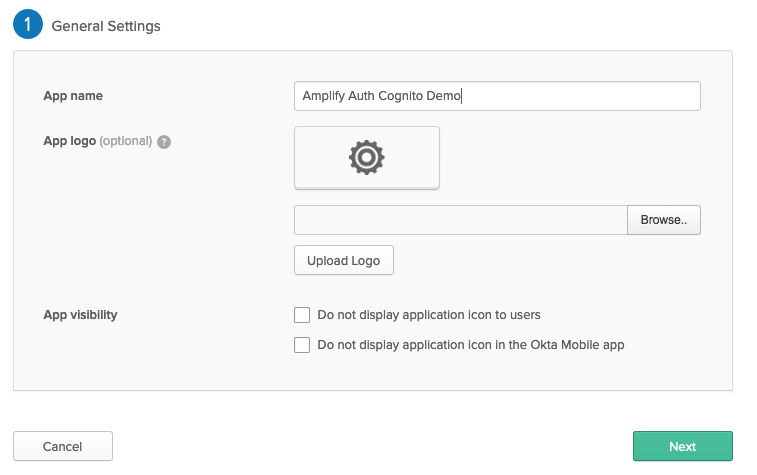 1 General Settings
App name
Amplify Auth Cognito Demo
App logo (optional) ?
Browse..
Upload Logo
App visibility
Do not display application icon to users
Do not display application icon in the Okta Mobile app
Cancel
Next